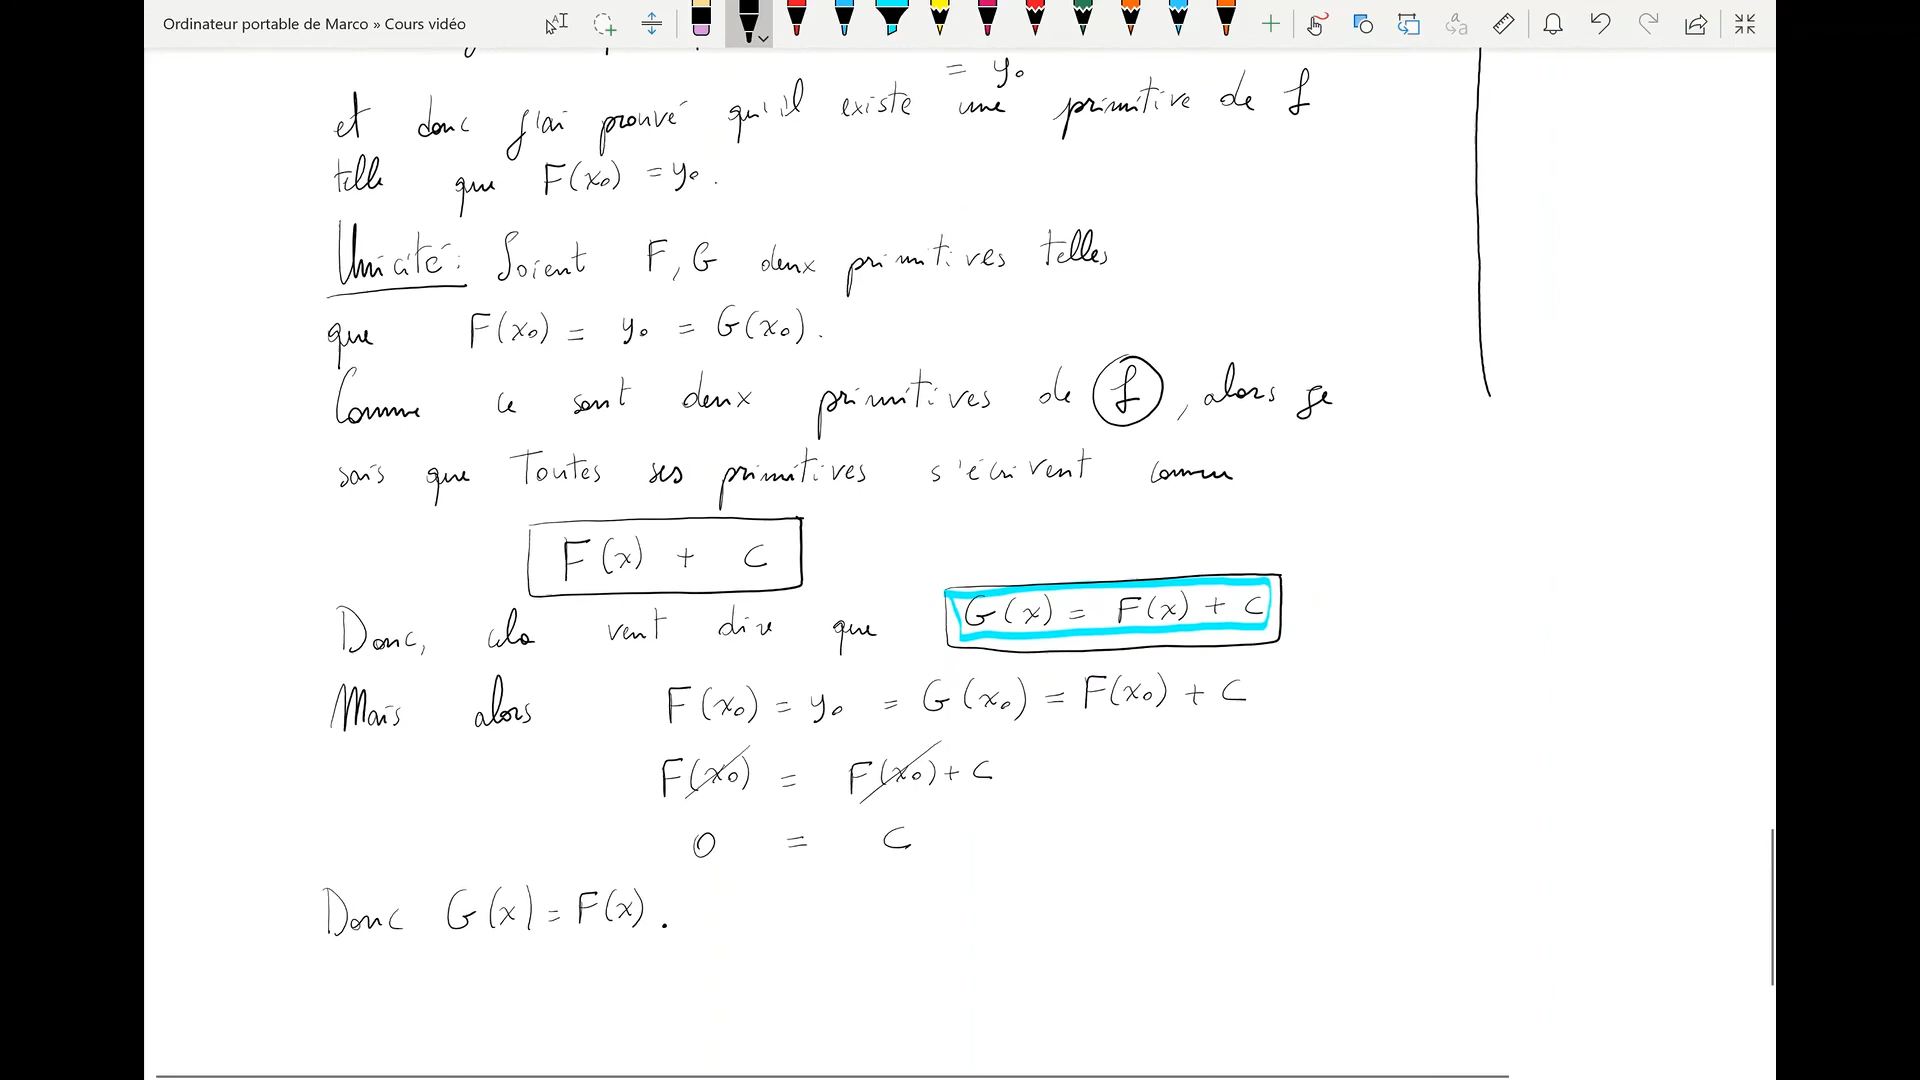 Ordinateur portable de Marco » Cours vidéo
= y₀
et donc j'ai prouvé qu'il existe une primitive de f
telle que F(x₀) = y₀.
Unicité : Soient F, G deux primitives telles
que F(x₀) = y₀ = G(x₀).
Comme ce sont deux primitives de f, alors je
sais que toutes ses primitives s'écrivent comme
F(x) + C
Donc, cela veut dire que G(x) = F(x) + C
Mais alors F(x₀) = y₀ = G(x₀) = F(x₀) + C
F(x₀) = F(x₀) + C
0 = C
Donc G(x) = F(x).